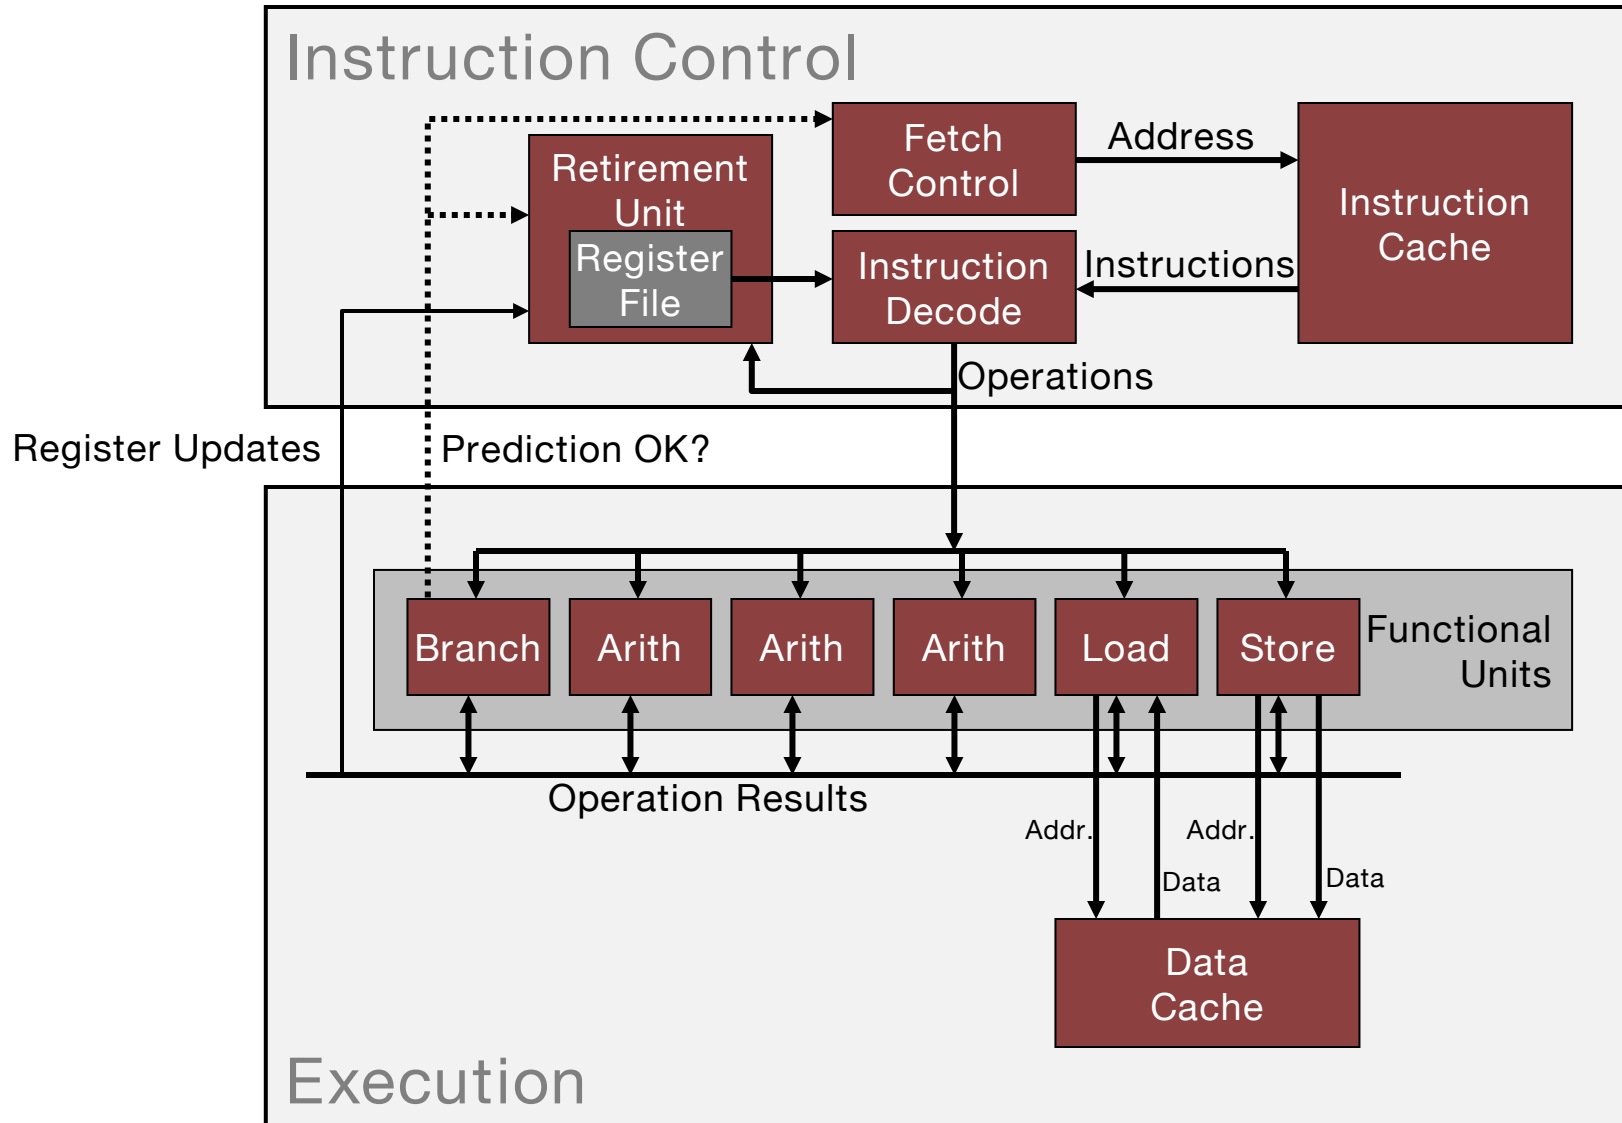 Instruction Control
Fetch
Control
Address
Instruction
Cache
Retirement
Unit
Register
File
Instruction
Decode
Instructions
Operations
Register Updates
Prediction OK?
Branch
Arith
Arith
Arith
Load
Store
Functional
Units
Operation Results
Addr.
Addr.
Data
Data
Data
Cache
Execution